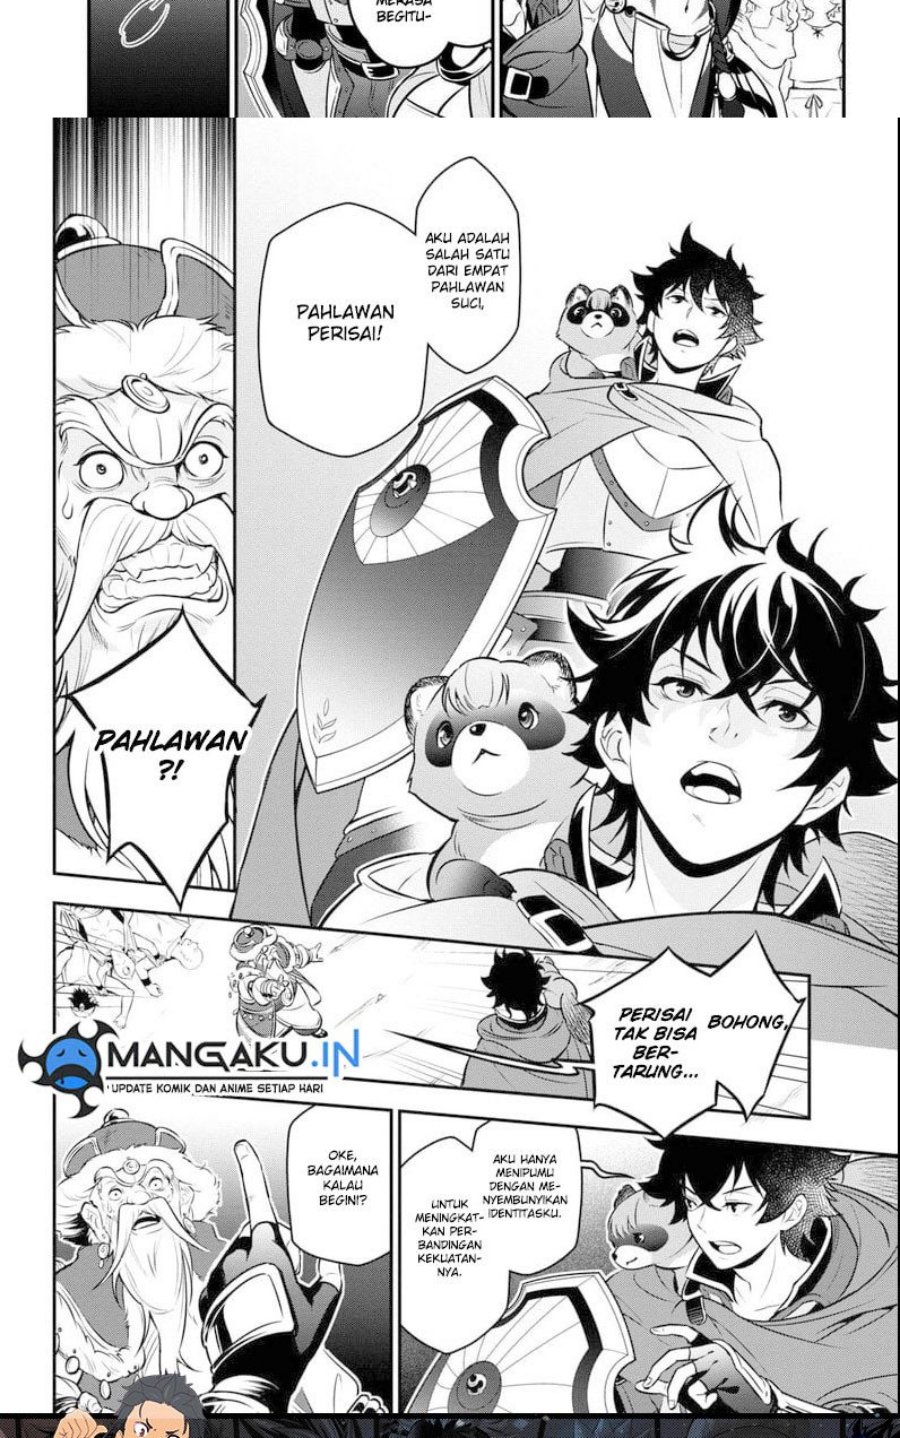 MERASA
BEGITU-
AKU ADALAH
SALAH SATU
DARI EMPAT
PAHLAWAN
SUCI,
PAHLAWAN
PERISAI!
PAHLAWAN
?!
BOHONG,
PERISAI
TAK BISA
BER-
TARUNG...
MANGAKU.IN
UPDATE KOMIK DAN ANIME SETIAP HARI
AKU HANYA
MENIPUMU
DENGAN ME-
NYEMBUNYIKAN
IDENTITASKU.
UNTUK
MENINGKAT-
KAN PER-
BANDINGAN
KEKUATAN-
NYA.
OKE,
BAGAIMANA
KALAU
BEGINI?